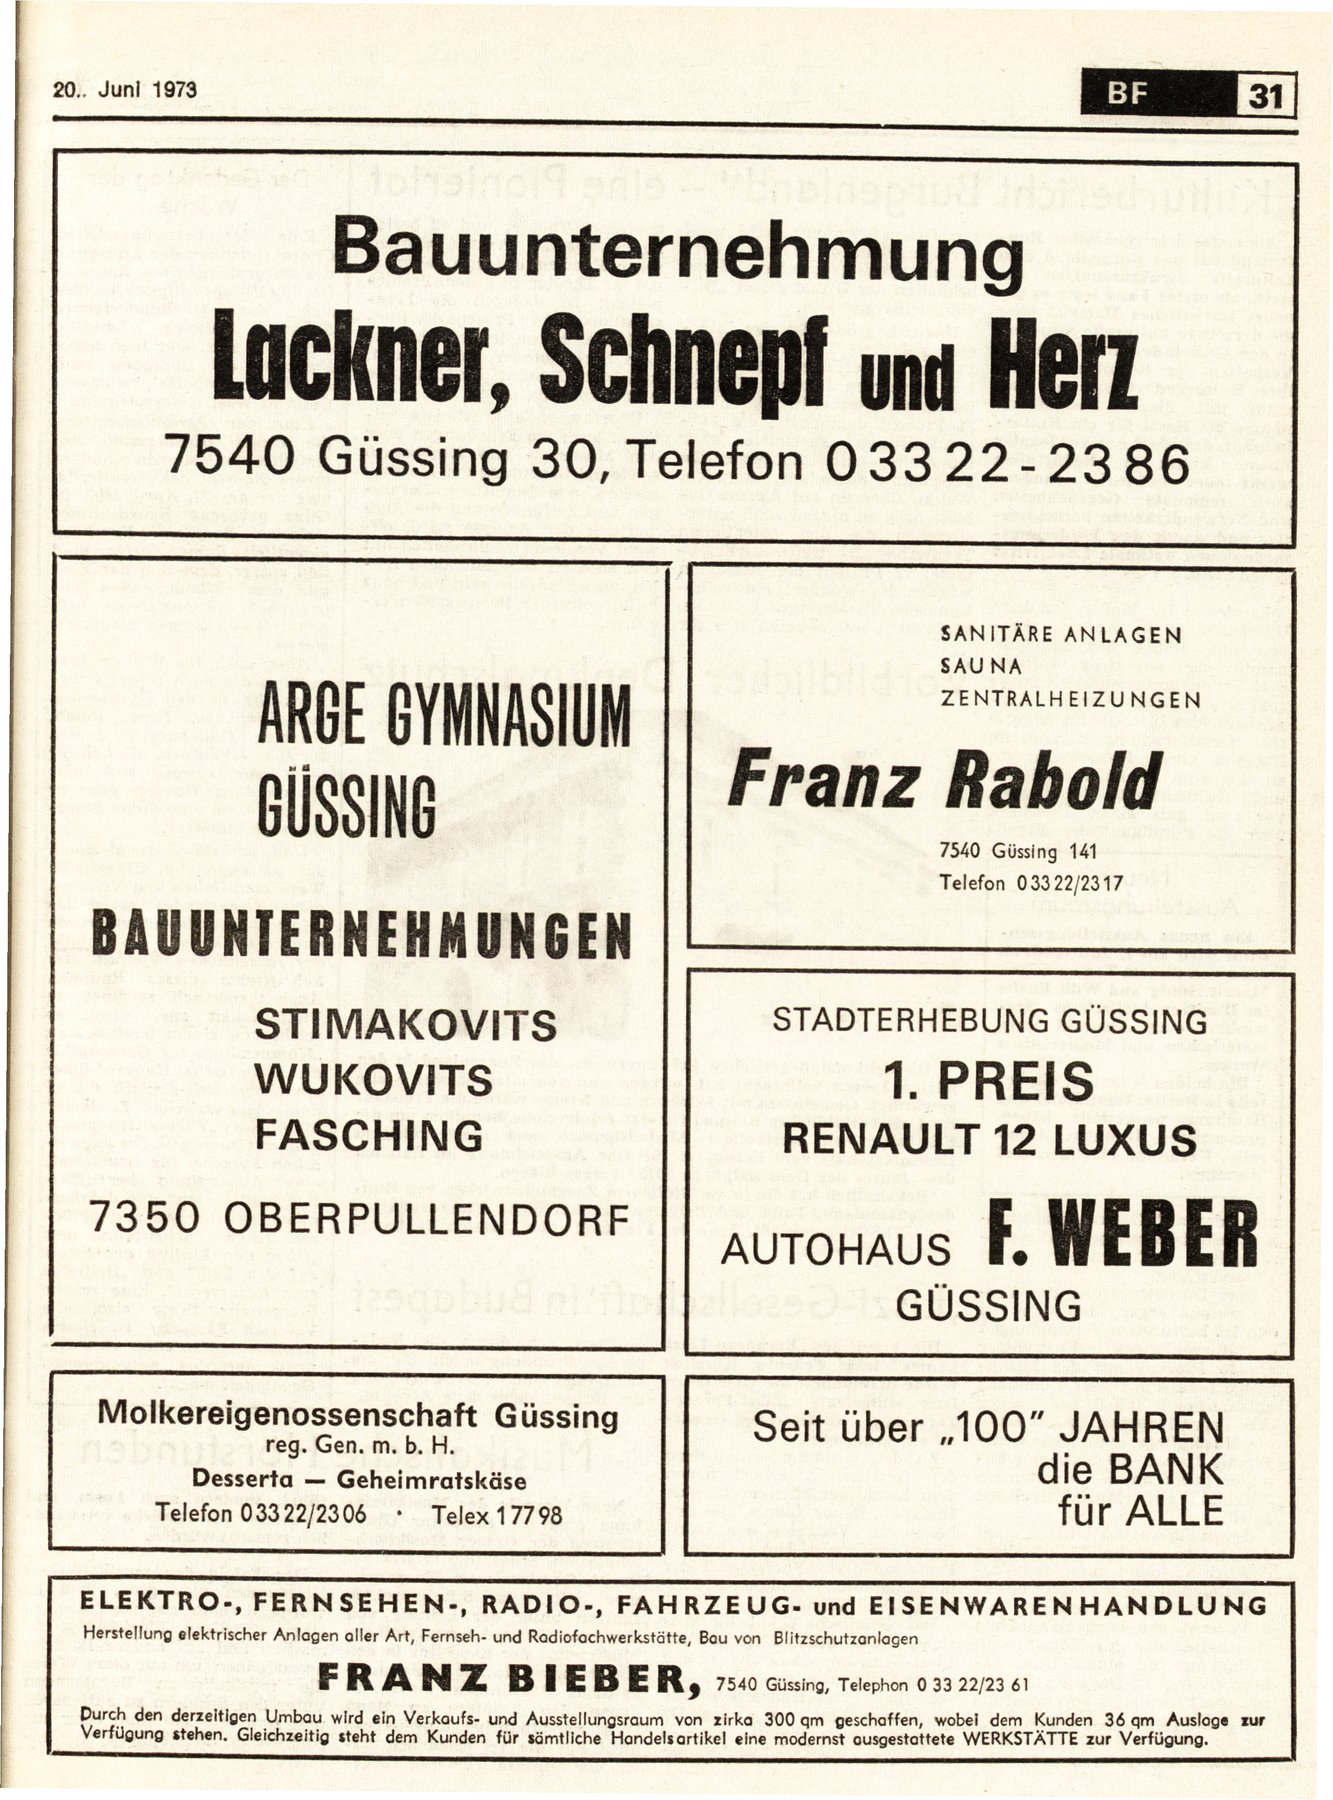 20.. Juni 1973
BF 31
Bauunternehmung
Lackner, Schnepf und Herz
7540 Güssing 30, Telefon 0 33 22 - 23 86
ARGE GYMNASIUM
GÜSSING
BAUUNTERNEHMUNGEN
STIMAKOVITS
WUKOVITS
FASCHING
7350 OBERPULLENDORF
SANITÄRE ANLAGEN
SAUNA
ZENTRALHEIZUNGEN
Franz Rabold
7540 Güssing 141
Telefon 0 33 22/23 17
STADTERHEBUNG GÜSSING
1. PREIS
RENAULT 12 LUXUS
AUTOHAUS F. WEBER
GÜSSING
Molkereigenossenschaft Güssing
reg. Gen. m. b. H.
Desserta — Geheimratskäse
Telefon 0 33 22/23 06 · Telex 1 77 98
Seit über „100” JAHREN
die BANK
für ALLE
ELEKTRO-, FERNSEHEN-, RADIO-, FAHRZEUG- und EISENWARENHANDLUNG
Herstellung elektrischer Anlagen aller Art, Fernseh- und Radiofachwerkstätte, Bau von Blitzschutzanlagen
FRANZ BIEBER, 7540 Güssing, Telephon 0 33 22/23 61
Durch den derzeitigen Umbau wird ein Verkaufs- und Ausstellungsraum von zirka 300 qm geschaffen, wobei dem Kunden 36 qm Auslage zur
Verfügung stehen. Gleichzeitig steht dem Kunden für sämtliche Handelsartikel eine modernst ausgestattete WERKSTÄTTE zur Verfügung.